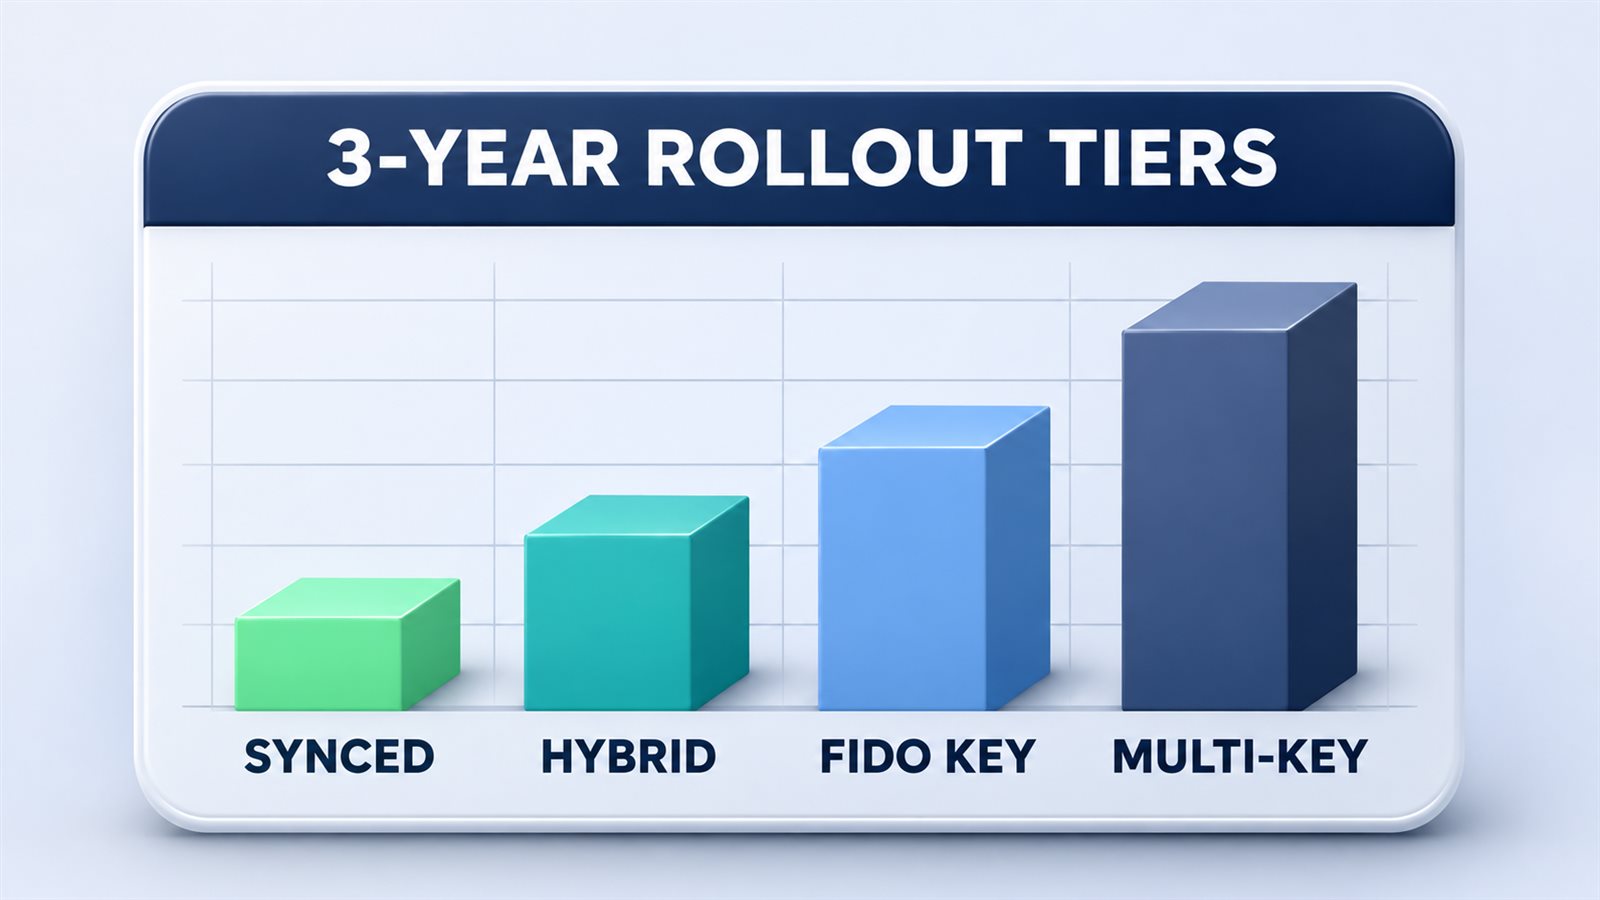 3-YEAR ROLLOUT TIERS
SYNCED
HYBRID
FIDO KEY
MULTI-KEY